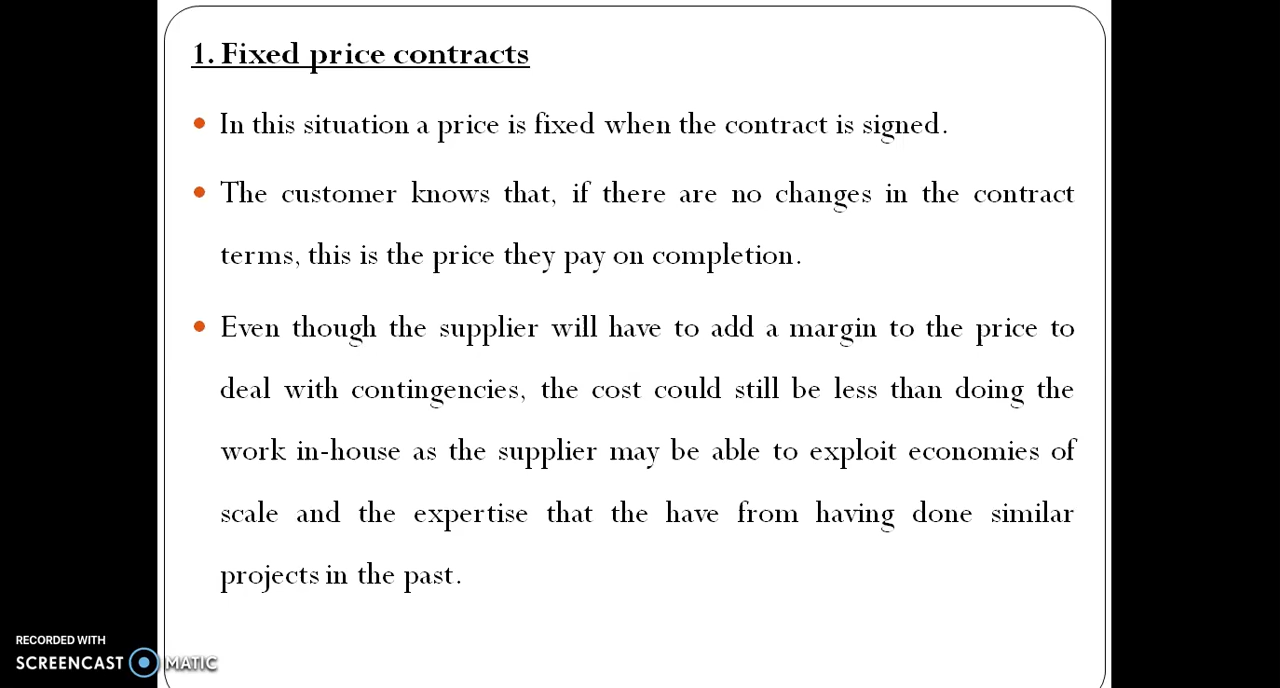 1. Fixed price contracts
• In this situation a price is fixed when the contract is signed.
• The customer knows that, if there are no changes in the contract
terms, this is the price they pay on completion.
• Even though the supplier will have to add a margin to the price to
deal with contingencies, the cost could still be less than doing the
work in-house as the supplier may be able to exploit economies of
scale and the expertise that the have from having done similar
projects in the past.
RECORDED WITH
SCREENCAST MATIC